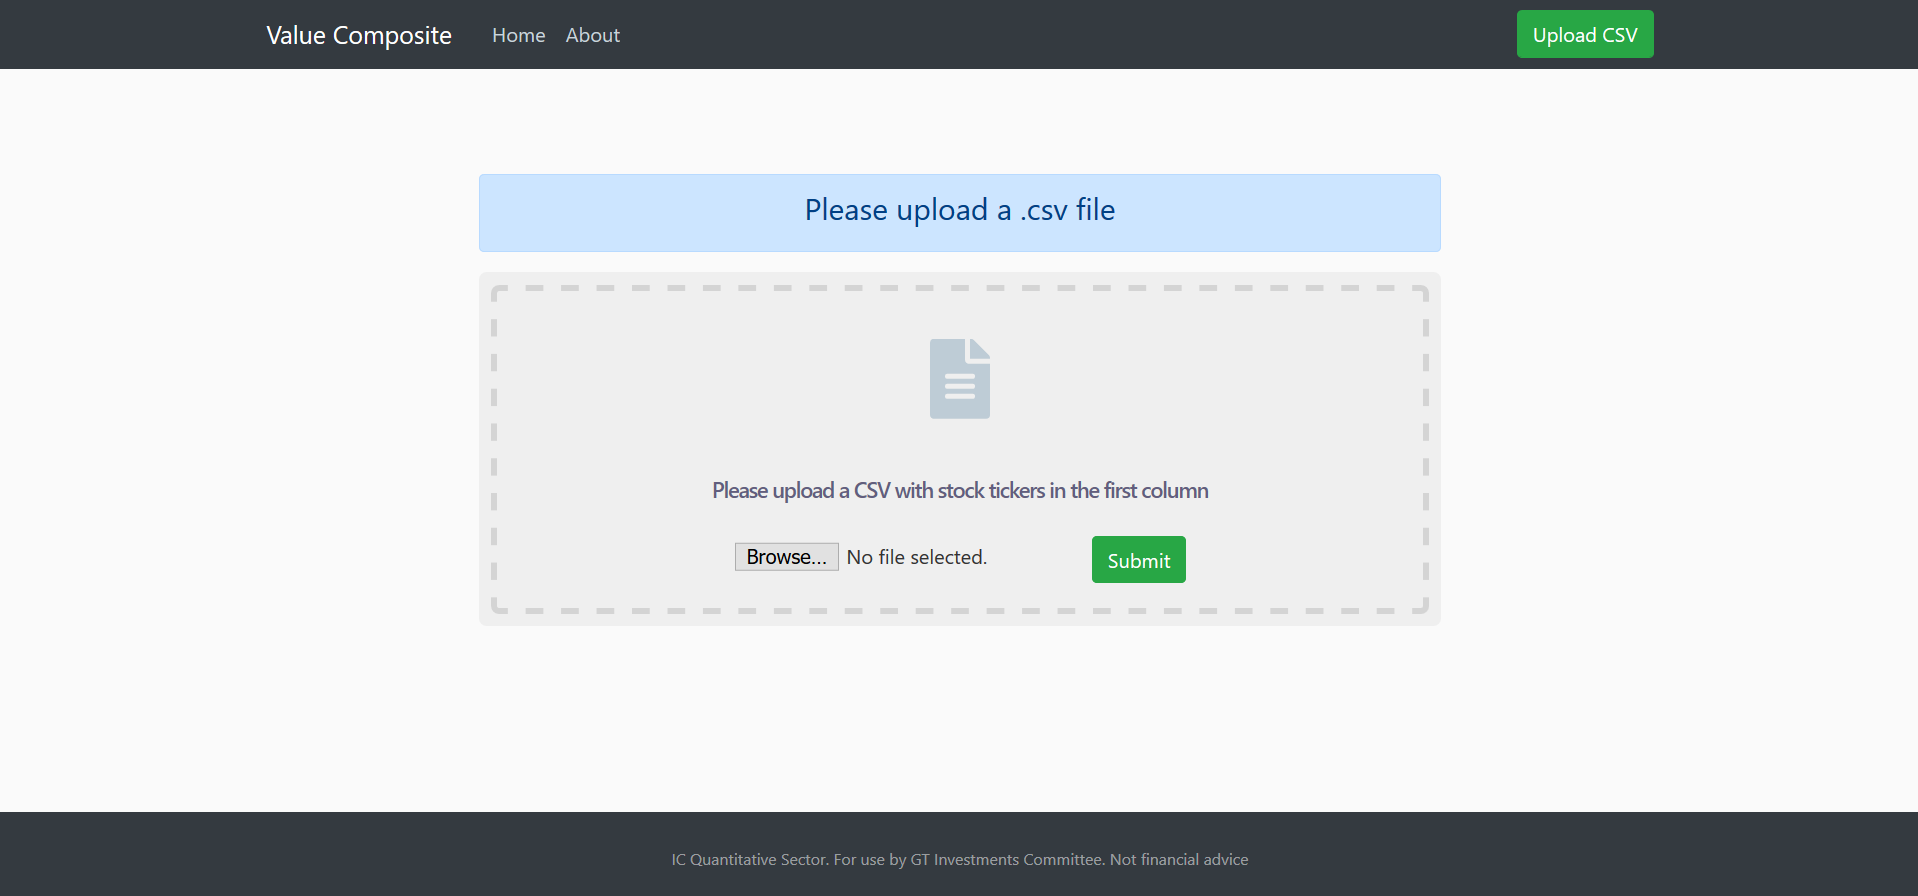 Value Composite Home About Upload CSV
Please upload a .csv file
Please upload a CSV with stock tickers in the first column
Browse... No file selected. Submit
IC Quantitative Sector. For use by GT Investments Committee. Not financial advice